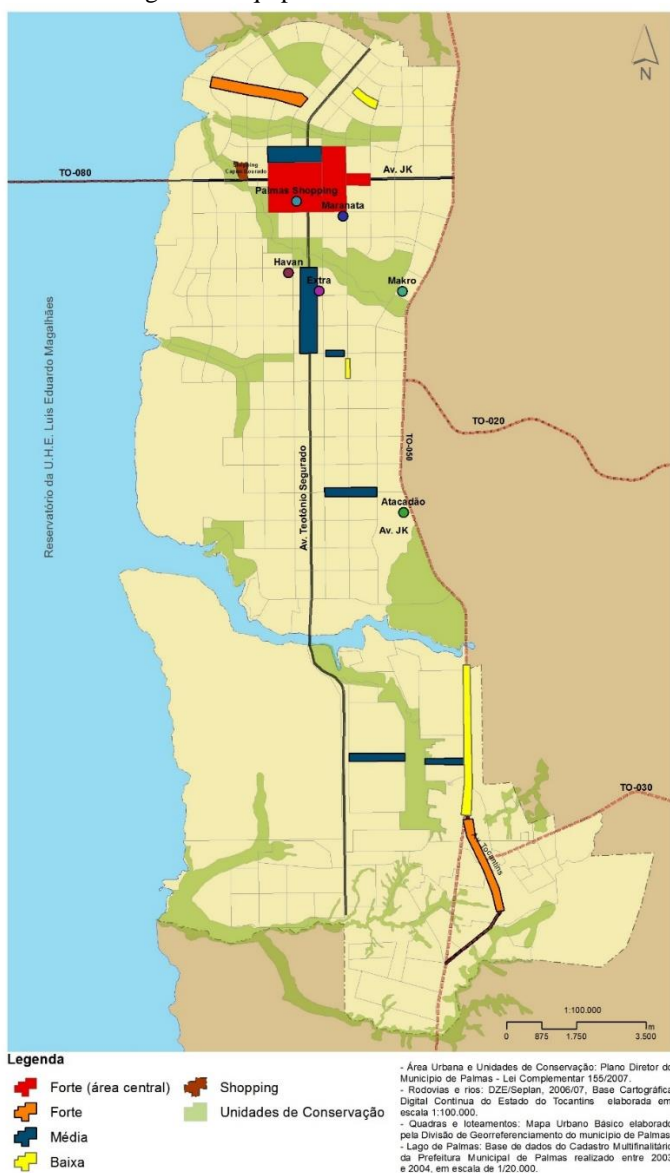 N
TO-080
Shopping
Capim Dourado
Av. JK
Palmas Shopping
Maranata
Havan
Extra
Makro
Reservatório da U.H.E. Luis Eduardo Magalhães
TO-020
TO-050
Av. Teotônio Segurado
Atacadão
Av. JK
TO-030
Av. Tocantins
1:100.000
0 875 1.750 3.500
m
Legenda
Forte (área central)
Forte
Média
Baixa
Shopping
Unidades de Conservação
- Área Urbana e Unidades de Conservação: Plano Diretor do
Município de Palmas - Lei Complementar 155/2007.
- Rodovias e rios: DZE/Seplan, 2006/07, Base Cartográfica
Digital Contínua do Estado do Tocantins elaborada em
escala 1:100.000.
- Quadras e loteamentos: Mapa Urbano Básico elaborado
pela Divisão de Georreferenciamento do município de Palmas.
- Lago de Palmas: Base de dados do Cadastro Multifinalitário
da Prefeitura Municipal de Palmas realizado entre 2003
e 2004, em escala de 1/20.000.